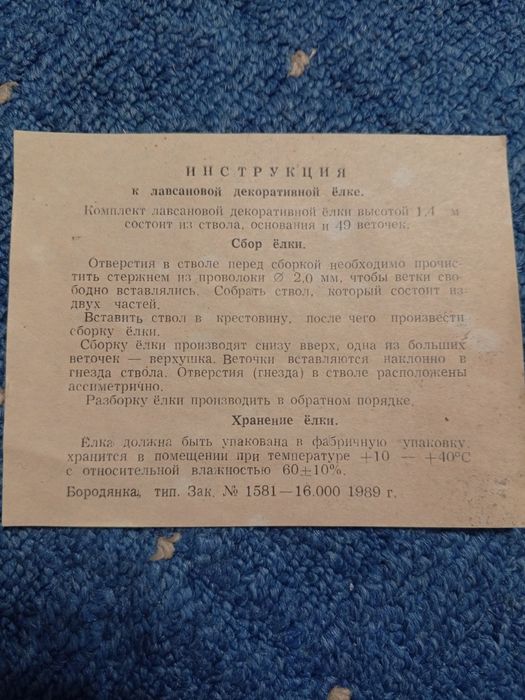 ИНСТРУКЦИЯ
к лавсановой декоративной ёлке.
Комплект лавсановой декоративной ёлки высотой 1,4 м
состоит из ствола, основания и 49 веточек.
Сбор ёлки.
Отверстия в стволе перед сборкой необходимо прочис-
тить стержнем из проволоки ∅ 2,0 мм, чтобы ветки сво-
бодно вставлялись. Собрать ствол, который состоит из
двух частей.
Вставить ствол в крестовину, после чего произвести
сборку ёлки.
Сборку ёлки производят снизу вверх, одна из больших
веточек — верхушка. Веточки вставляются наклонно в
гнезда ствола. Отверстия (гнезда) в стволе расположены
ассиметрично.
Разборку ёлки производить в обратном порядке.
Хранение ёлки.
Ёлка должна быть упакована в фабричную упаковку,
хранится в помещении при температуре +10 — +40°С
с относительной влажностью 60±10%.
Бородянка, тип. Зак. № 1581—16.000 1989 г.